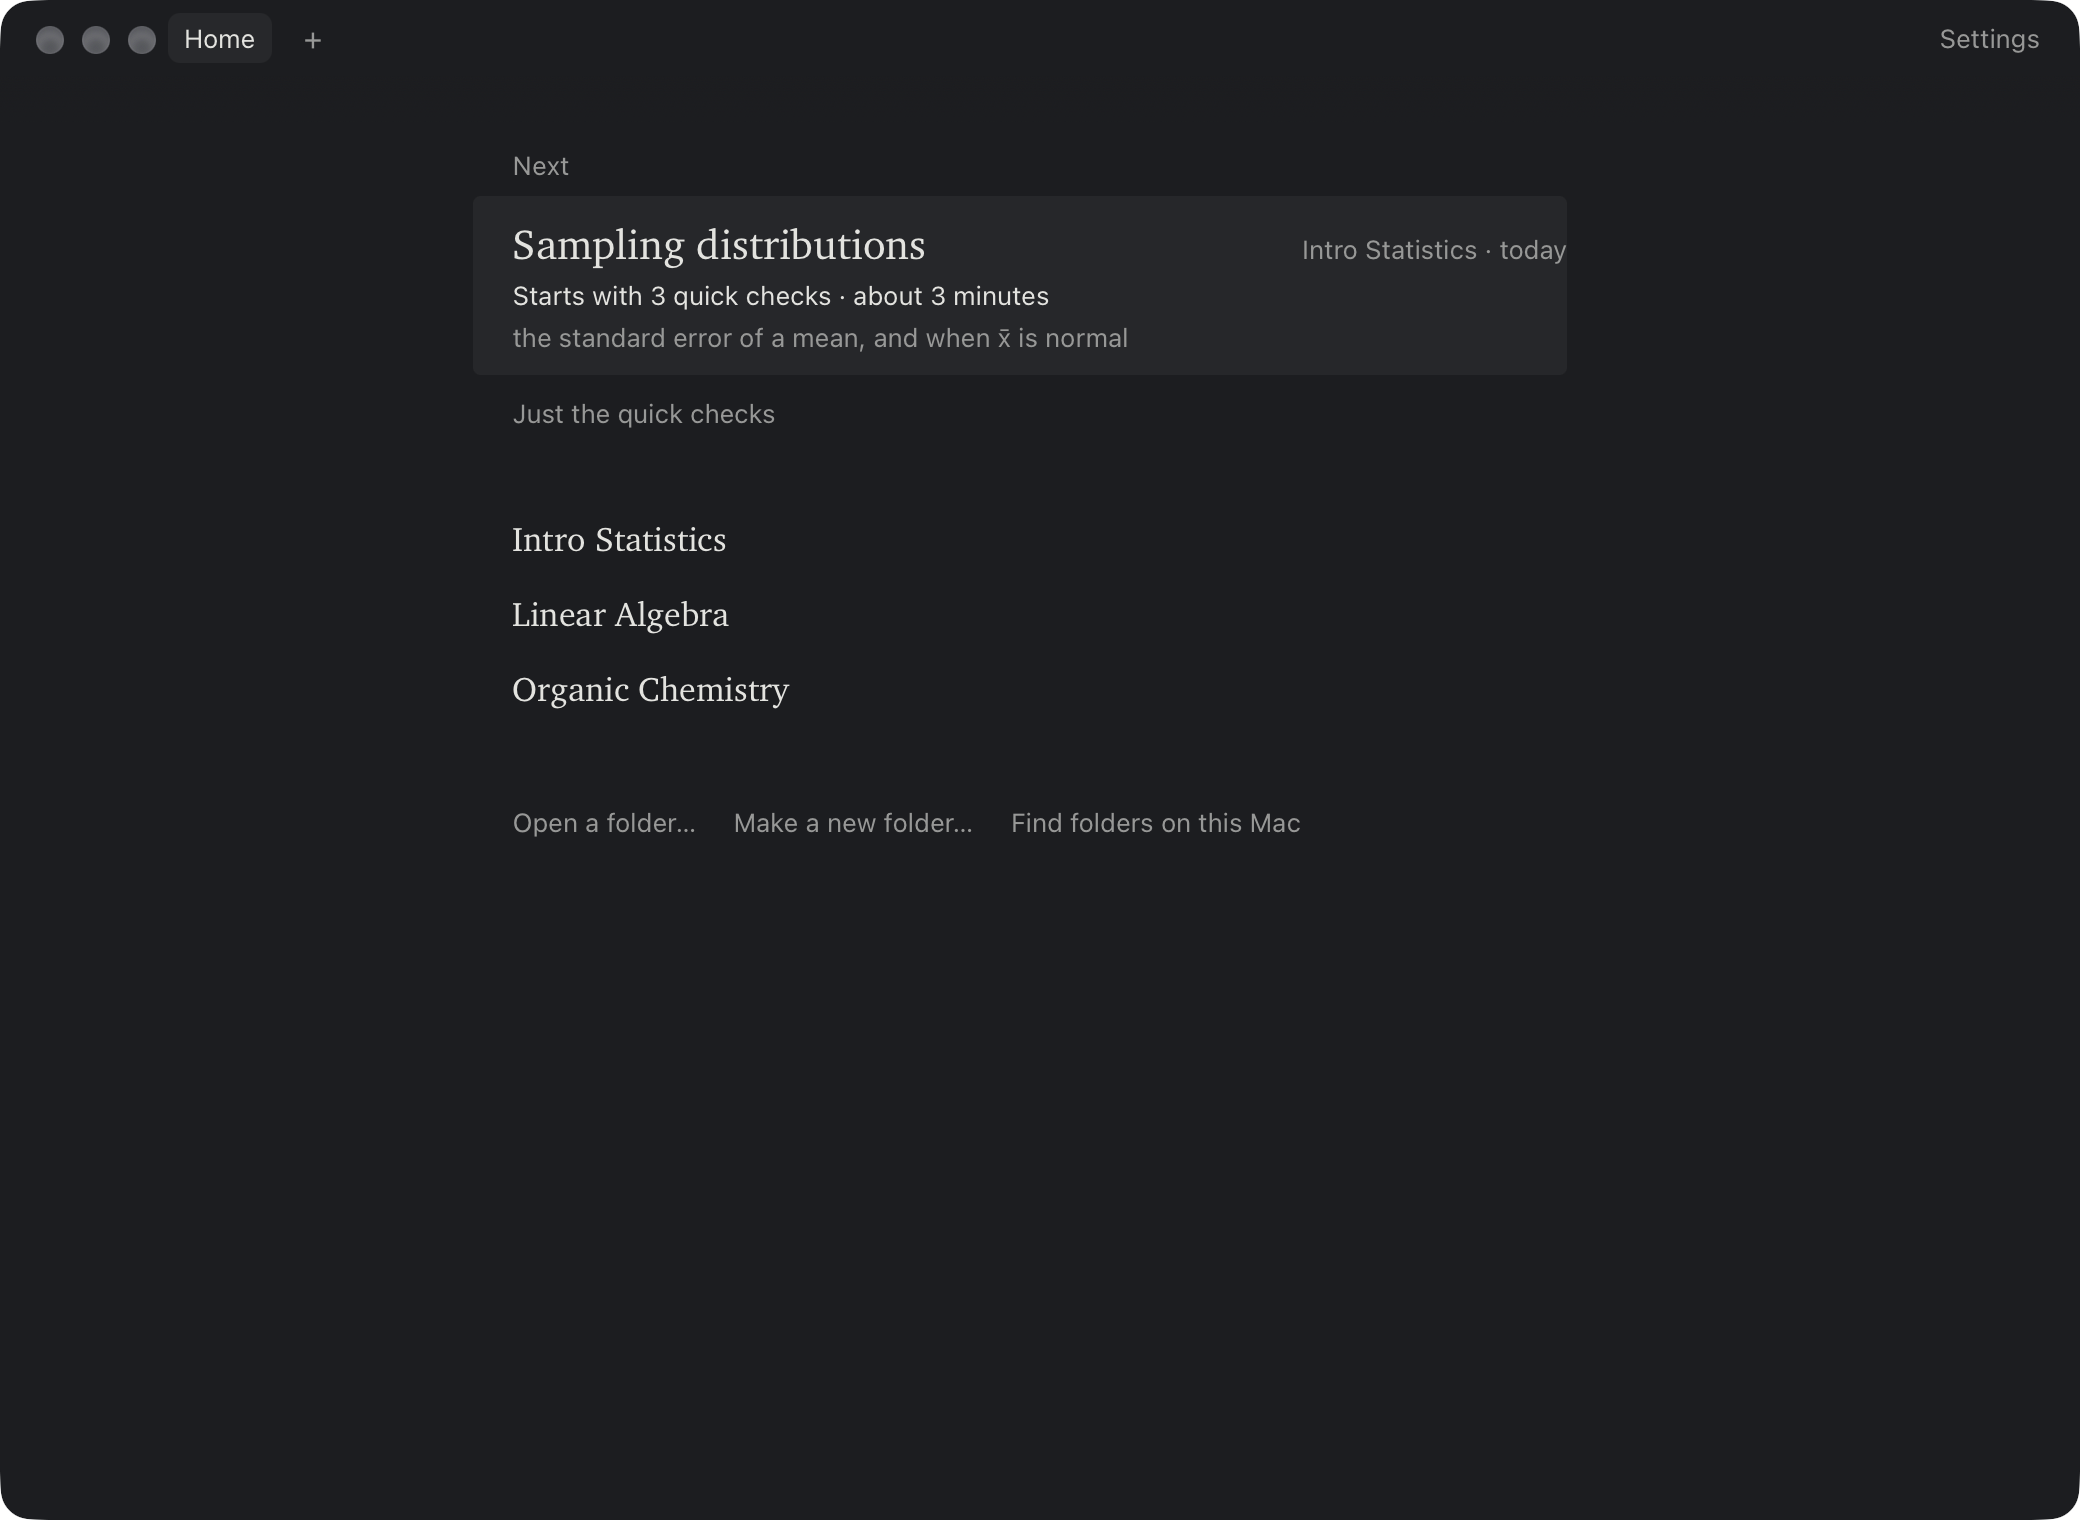 Home + Settings
Next
Sampling distributions
Intro Statistics · today
Starts with 3 quick checks · about 3 minutes
the standard error of a mean, and when x̄ is normal
Just the quick checks
Intro Statistics
Linear Algebra
Organic Chemistry
Open a folder... Make a new folder... Find folders on this Mac